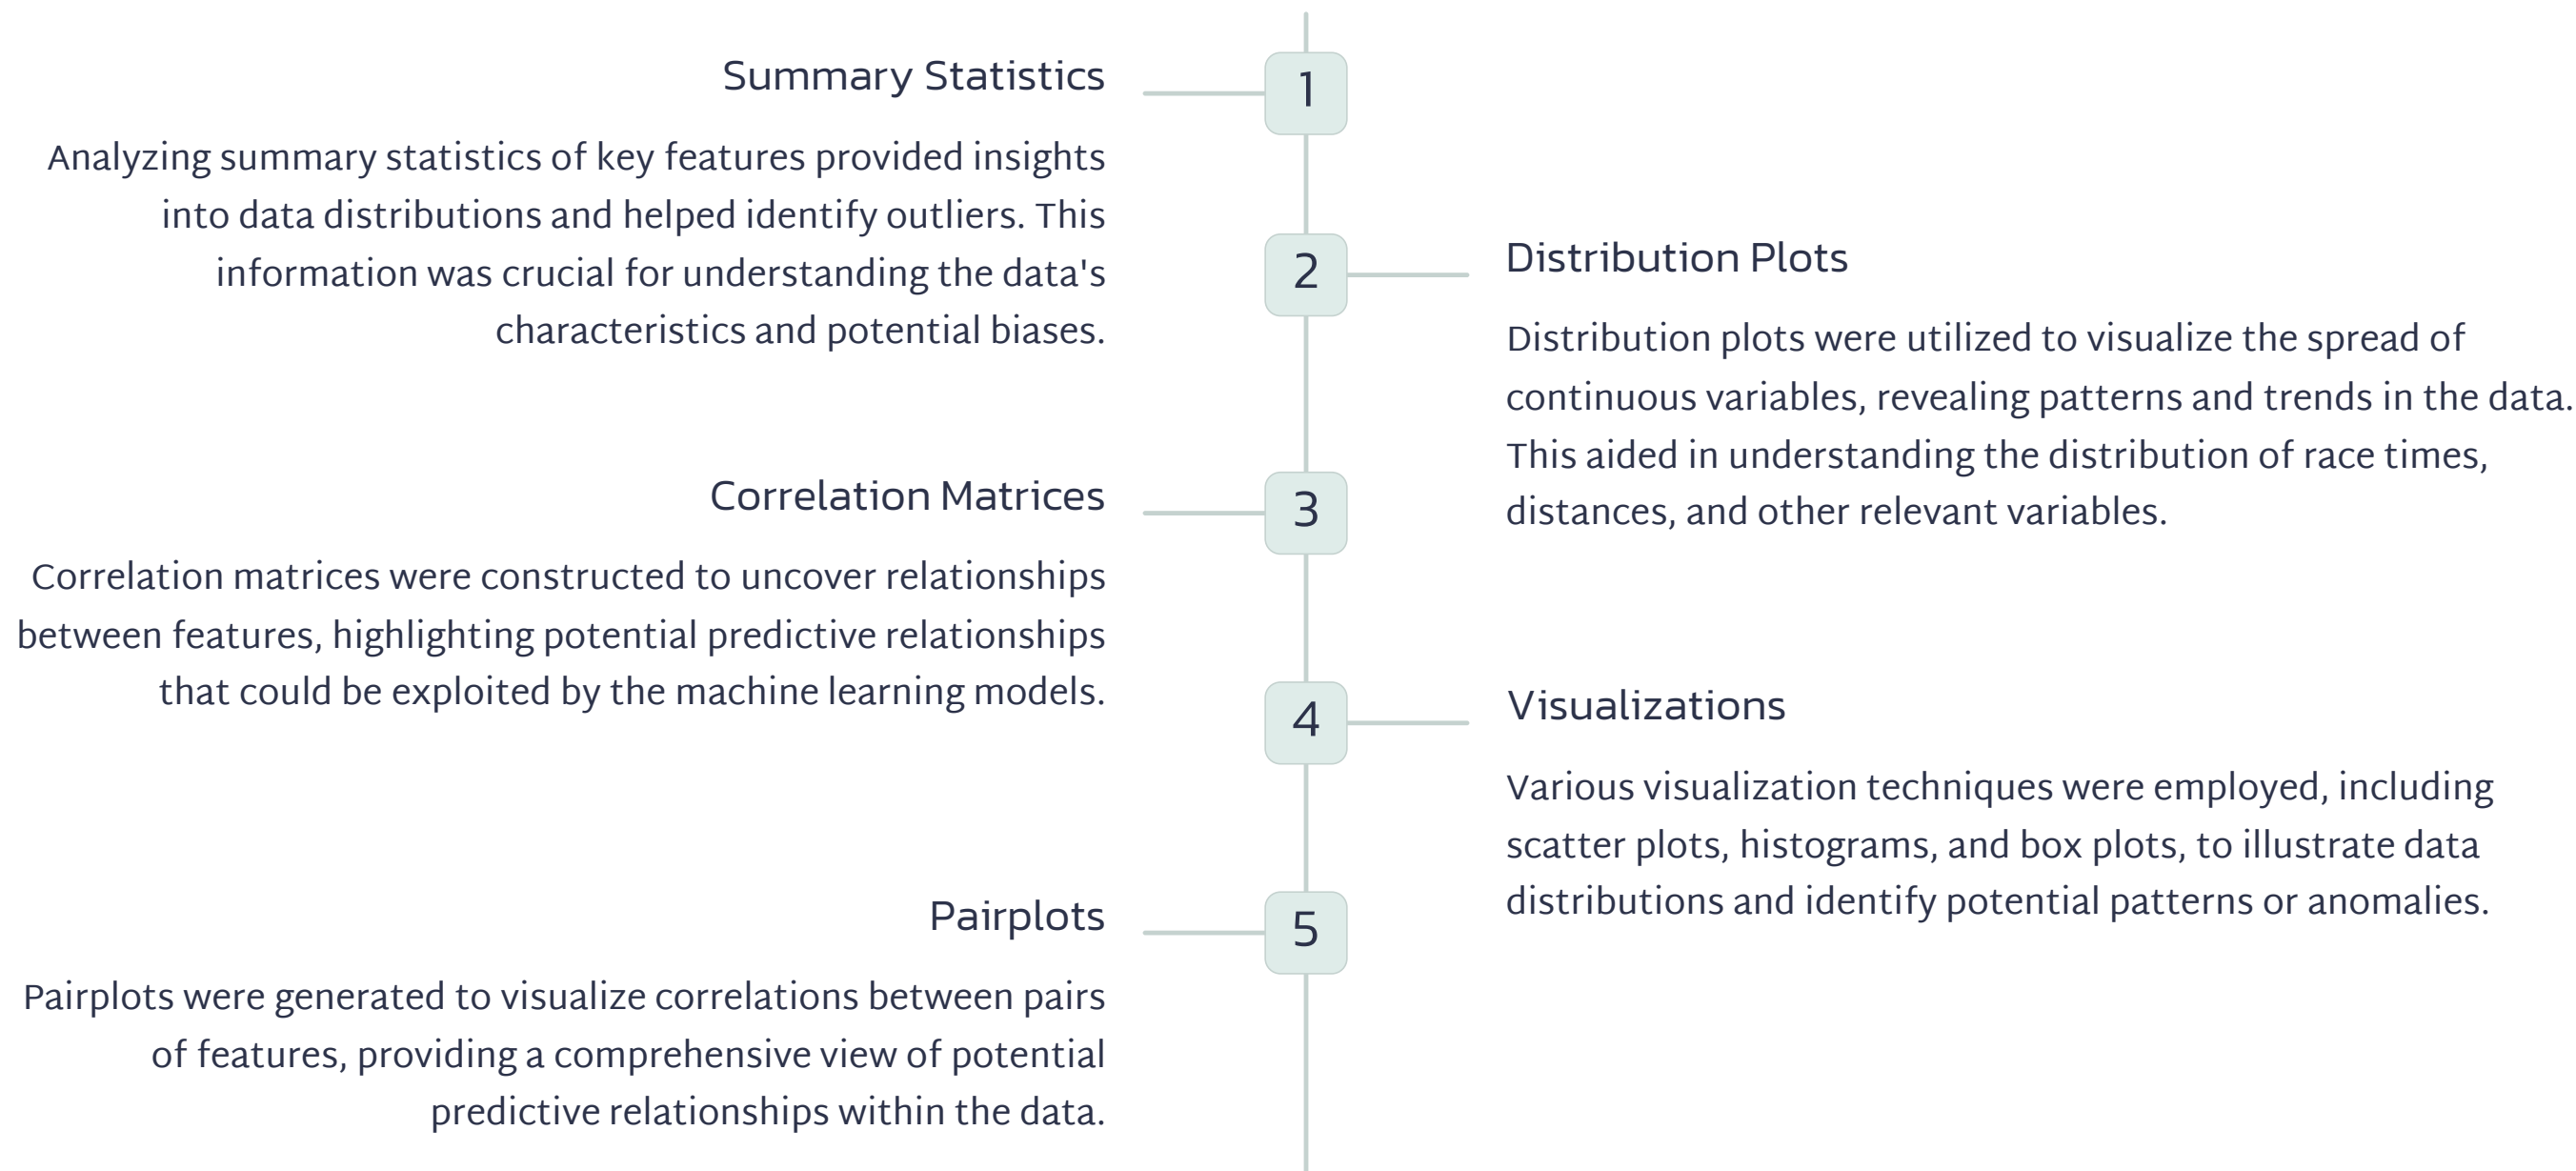 1
Summary Statistics
Analyzing summary statistics of key features provided insights
into data distributions and helped identify outliers. This
information was crucial for understanding the data's
characteristics and potential biases.
2
Distribution Plots
Distribution plots were utilized to visualize the spread of
continuous variables, revealing patterns and trends in the data.
This aided in understanding the distribution of race times,
distances, and other relevant variables.
3
Correlation Matrices
Correlation matrices were constructed to uncover relationships
between features, highlighting potential predictive relationships
that could be exploited by the machine learning models.
4
Visualizations
Various visualization techniques were employed, including
scatter plots, histograms, and box plots, to illustrate data
distributions and identify potential patterns or anomalies.
5
Pairplots
Pairplots were generated to visualize correlations between pairs
of features, providing a comprehensive view of potential
predictive relationships within the data.